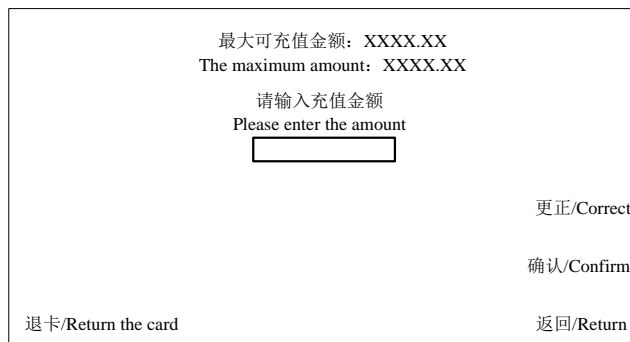 最大可充值金额：XXXX.XX
The maximum amount：XXXX.XX
请输入充值金额
Please enter the amount
更正/Correct
确认/Confirm
退卡/Return the card
返回/Return